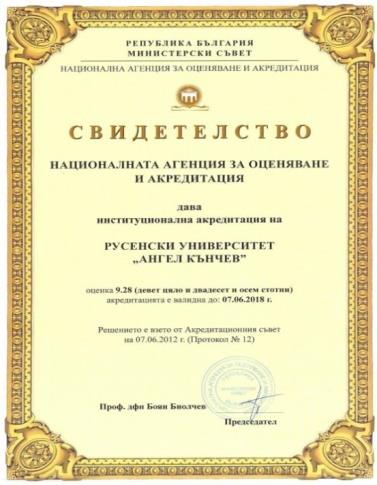 РЕПУБЛИКА БЪЛГАРИЯ
МИНИСТЕРСКИ СЪВЕТ
НАЦИОНАЛНА АГЕНЦИЯ ЗА ОЦЕНЯВАНЕ И АКРЕДИТАЦИЯ
СВИДЕТЕЛСТВО
НАЦИОНАЛНАТА АГЕНЦИЯ ЗА ОЦЕНЯВАНЕ
И АКРЕДИТАЦИЯ
дава
институционална акредитация на
РУСЕНСКИ УНИВЕРСИТЕТ
„АНГЕЛ КЪНЧЕВ”
оценка 9.28 (девет цяло и двадесет и осем стотни)
акредитацията е валидна до: 07.06.2018 г.
Решението е взето от Акредитационния съвет
на 07.06.2012 г. (Протокол № 12)
Проф. дфн Боян Биолчев
Председател